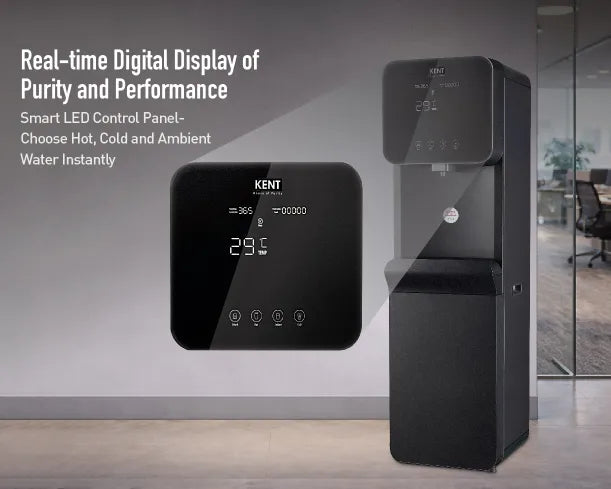 Real-time Digital Display of
Purity and Performance
Smart LED Control Panel-
Choose Hot, Cold and Ambient
Water Instantly
KENT
365
00000
29°C
TEMP
KENT